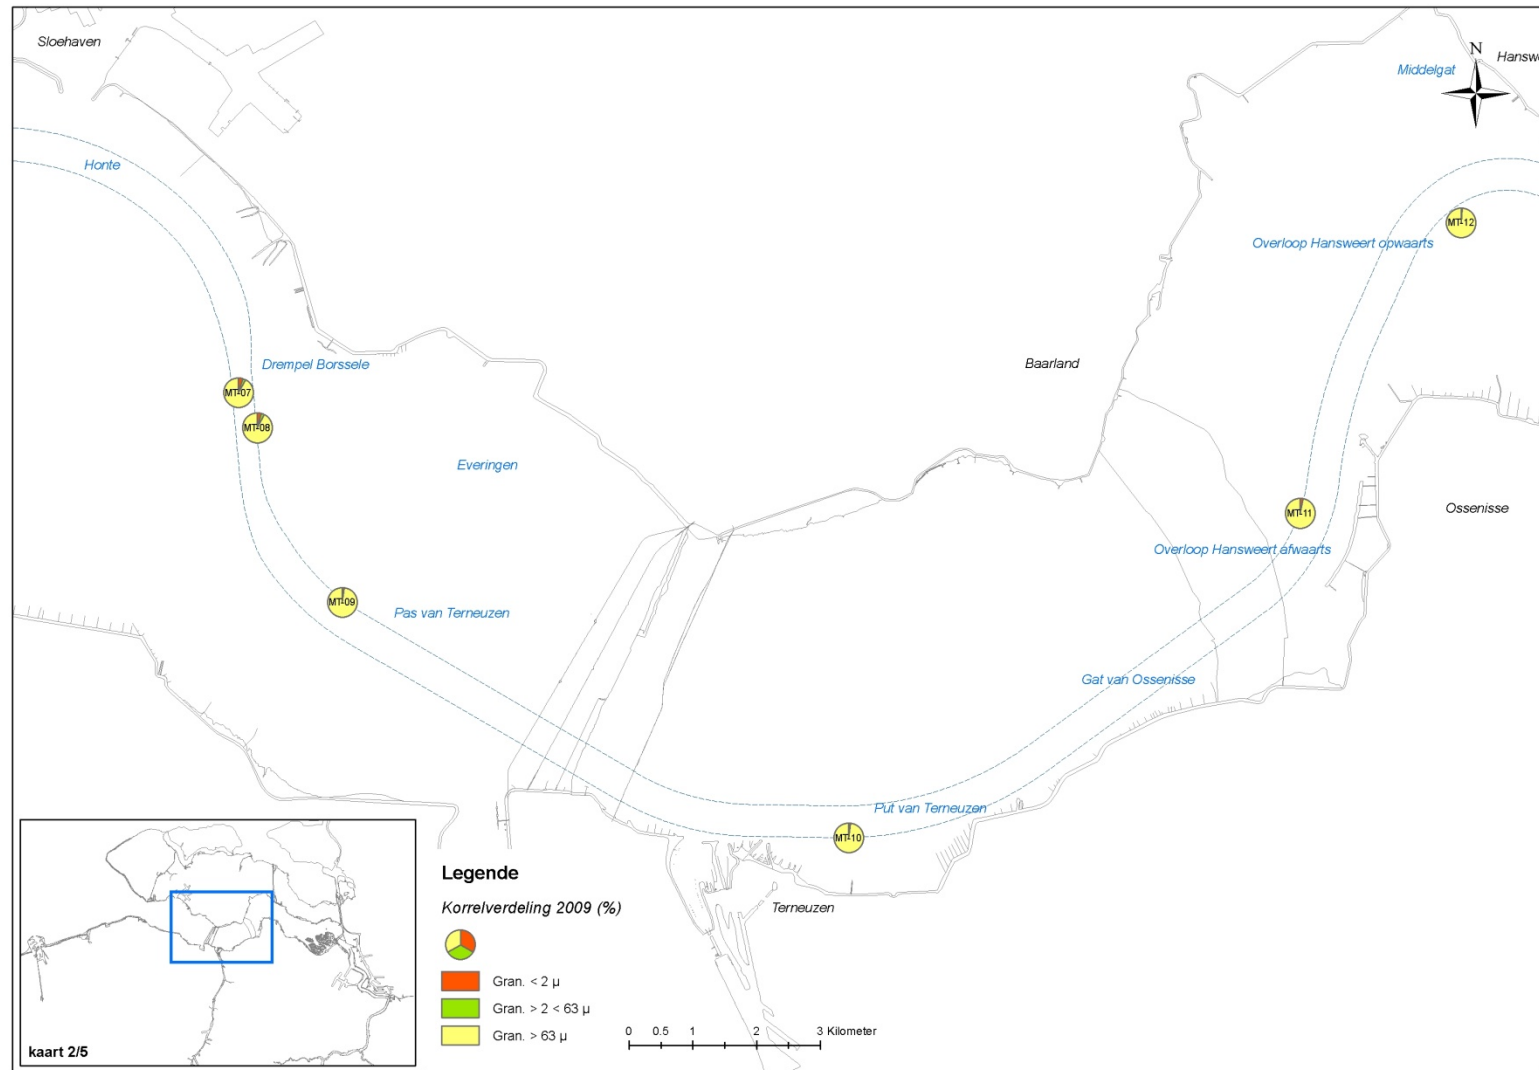 Sloehaven
Middelgat
N
Hanswe
Honte
Overloop Hansweert opwaarts
MT-12
Drempel Borssele
Baarland
MT-07
MT-08
Everingen
Ossenisse
MT-11
Overloop Hansweert afwaarts
MT-09
Pas van Terneuzen
Gat van Ossenisse
Put van Terneuzen
MT-10
Terneuzen
Legende
Korrelverdeling 2009 (%)
Gran. < 2 µ
Gran. > 2 < 63 µ
Gran. > 63 µ
0 0.5 1 2 3 Kilometer
kaart 2/5